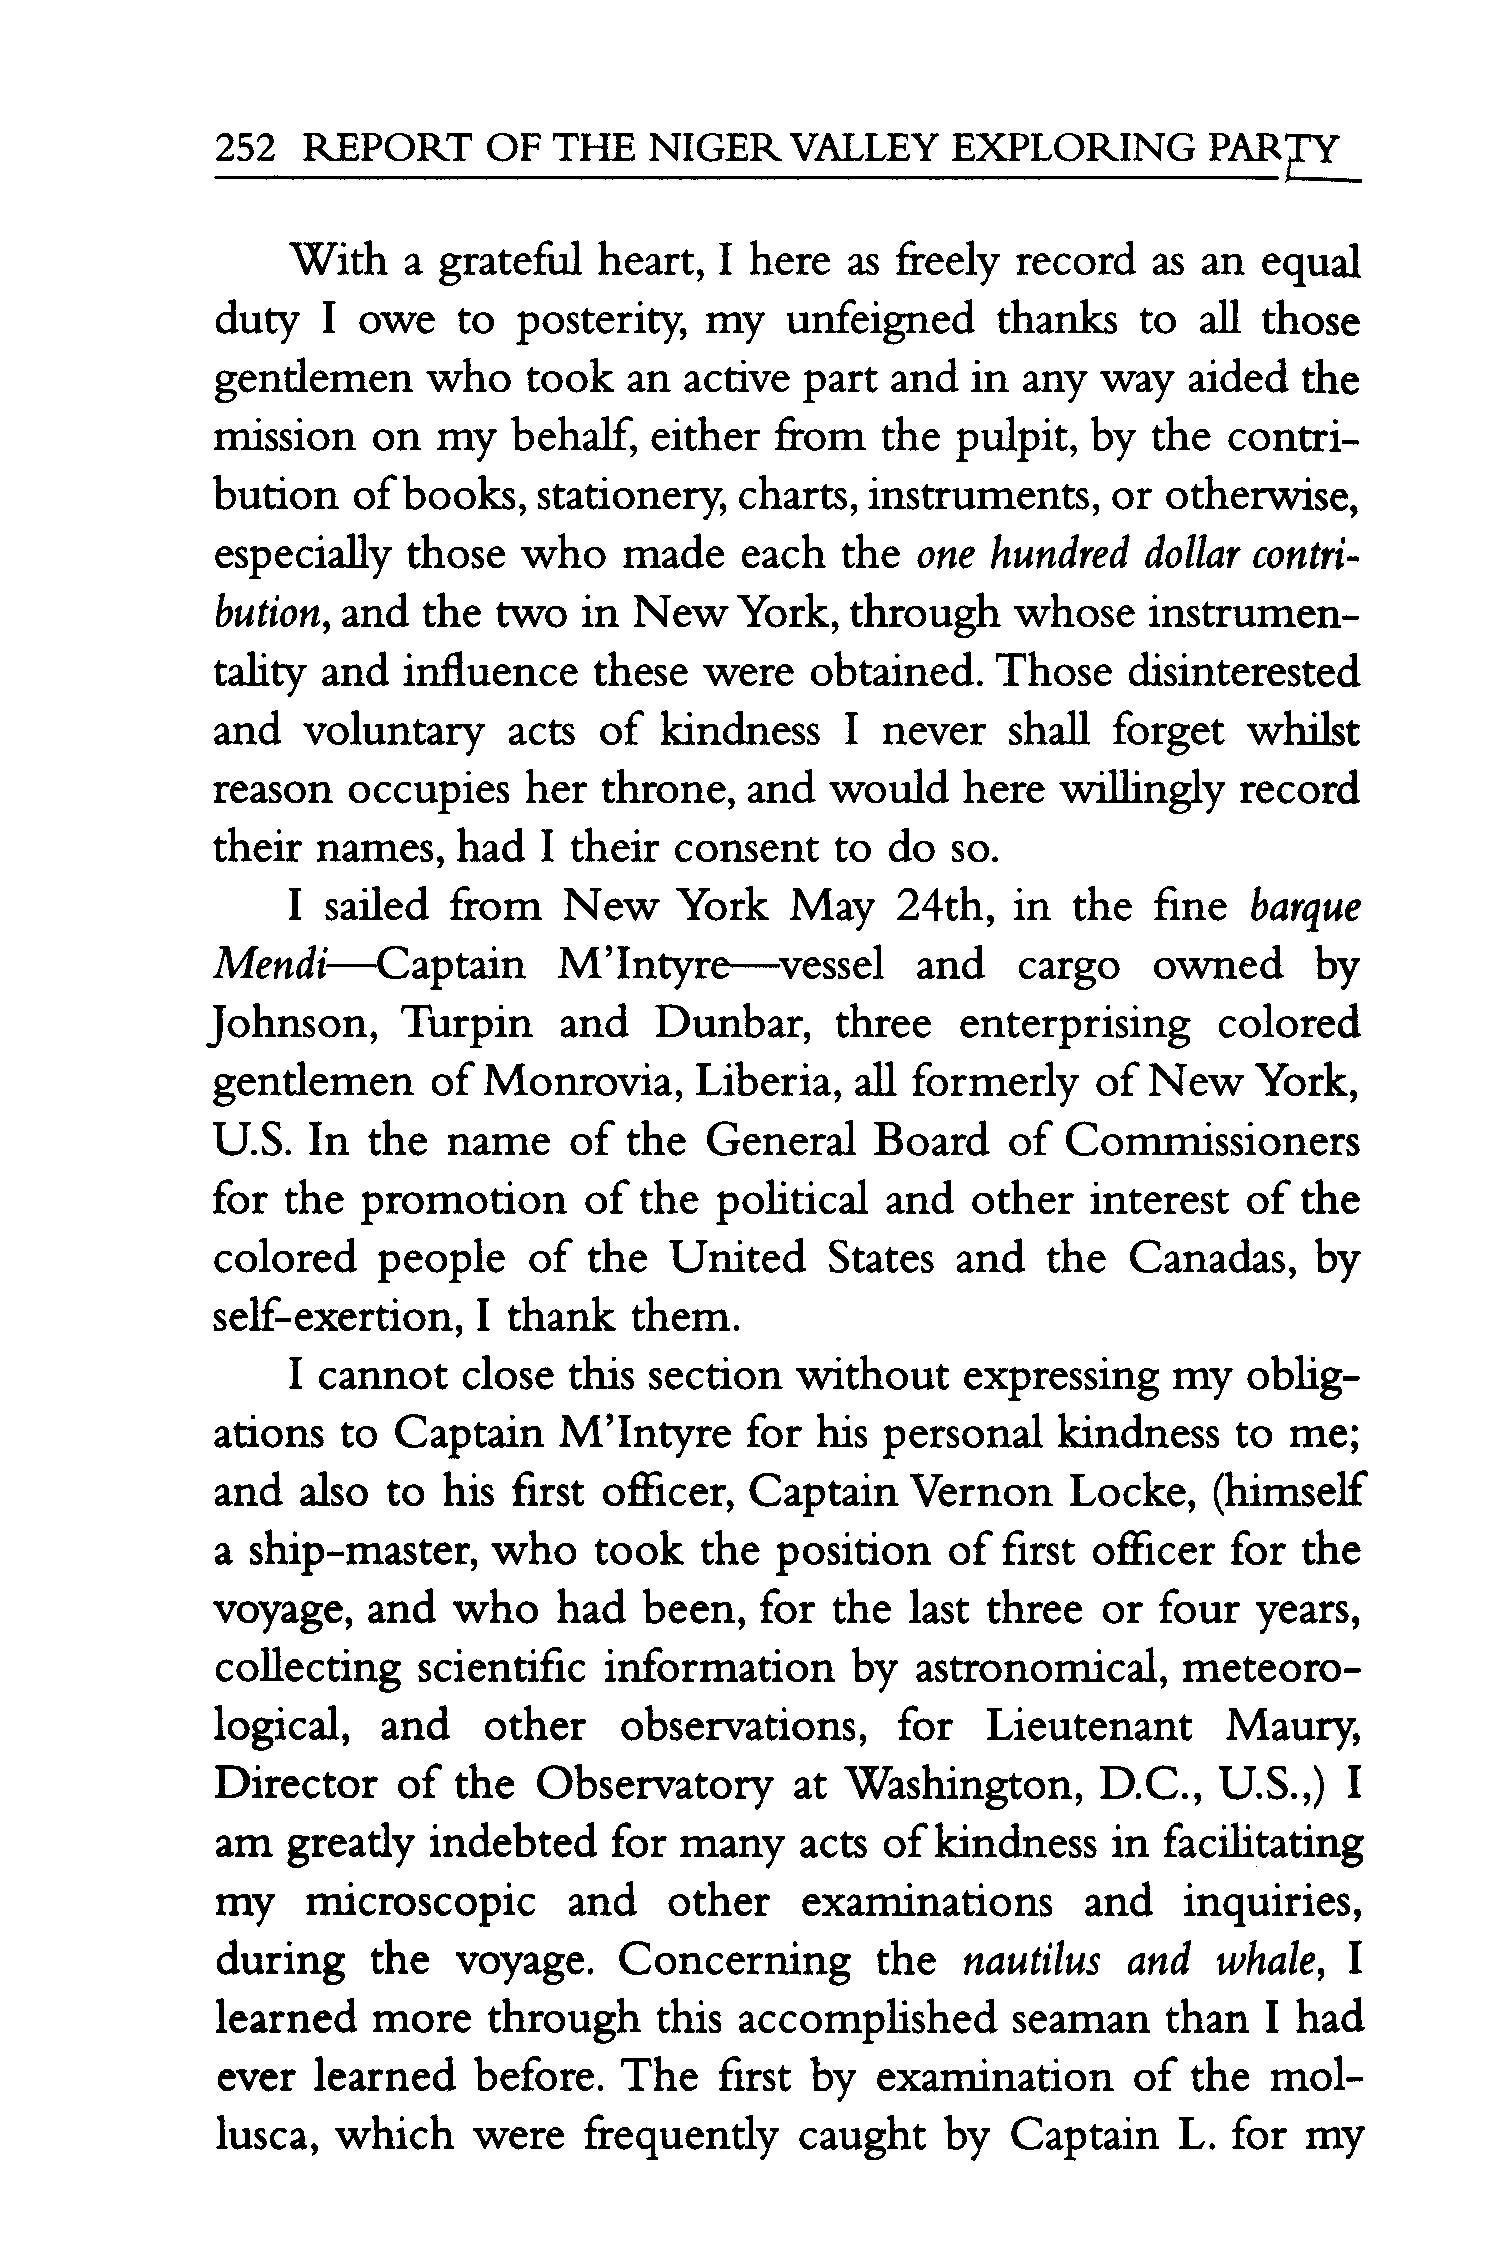 252 REPORT OF THE NIGER VALLEY EXPLORING PARTY
With a grateful heart, I here as freely record as an equal
duty I owe to posterity, my unfeigned thanks to all those
gentlemen who took an active part and in any way aided the
mission on my behalf, either from the pulpit, by the contri-
bution of books, stationery, charts, instruments, or otherwise,
especially those who made each the one hundred dollar contri-
bution, and the two in New York, through whose instrumen-
tality and influence these were obtained. Those disinterested
and voluntary acts of kindness I never shall forget whilst
reason occupies her throne, and would here willingly record
their names, had I their consent to do so.
I sailed from New York May 24th, in the fine barque
Mendi—Captain M'Intyre—vessel and cargo owned by
Johnson, Turpin and Dunbar, three enterprising colored
gentlemen of Monrovia, Liberia, all formerly of New York,
U.S. In the name of the General Board of Commissioners
for the promotion of the political and other interest of the
colored people of the United States and the Canadas, by
self-exertion, I thank them.
I cannot close this section without expressing my oblig-
ations to Captain M'Intyre for his personal kindness to me;
and also to his first officer, Captain Vernon Locke, (himself
a ship-master, who took the position of first officer for the
voyage, and who had been, for the last three or four years,
collecting scientific information by astronomical, meteoro-
logical, and other observations, for Lieutenant Maury,
Director of the Observatory at Washington, D.C., U.S.,) I
am greatly indebted for many acts of kindness in facilitating
my microscopic and other examinations and inquiries,
during the voyage. Concerning the nautilus and whale, I
learned more through this accomplished seaman than I had
ever learned before. The first by examination of the mol-
lusca, which were frequently caught by Captain L. for my